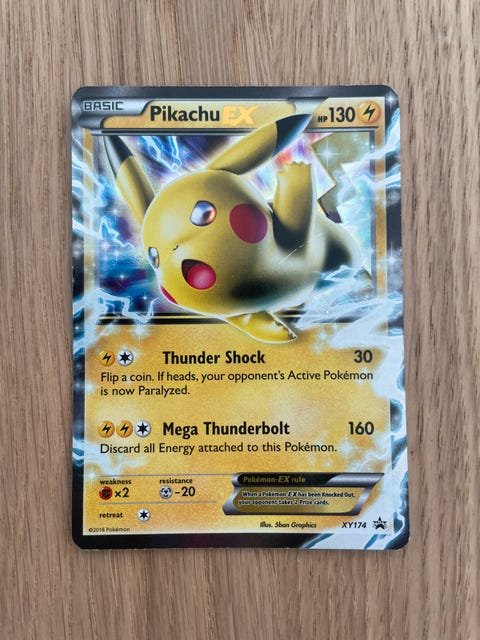 BASIC
Pikachu EX HP 130
Thunder Shock 30
Flip a coin. If heads, your opponent's Active Pokémon
is now Paralyzed.
Mega Thunderbolt 160
Discard all Energy attached to this Pokémon.
weakness resistance
×2 -20
retreat
Pokémon-EX rule
When a Pokémon-EX has been Knocked Out,
your opponent takes 2 Prize cards.
©2016 Pokémon Illus. 5ban Graphics XY174
PROMO